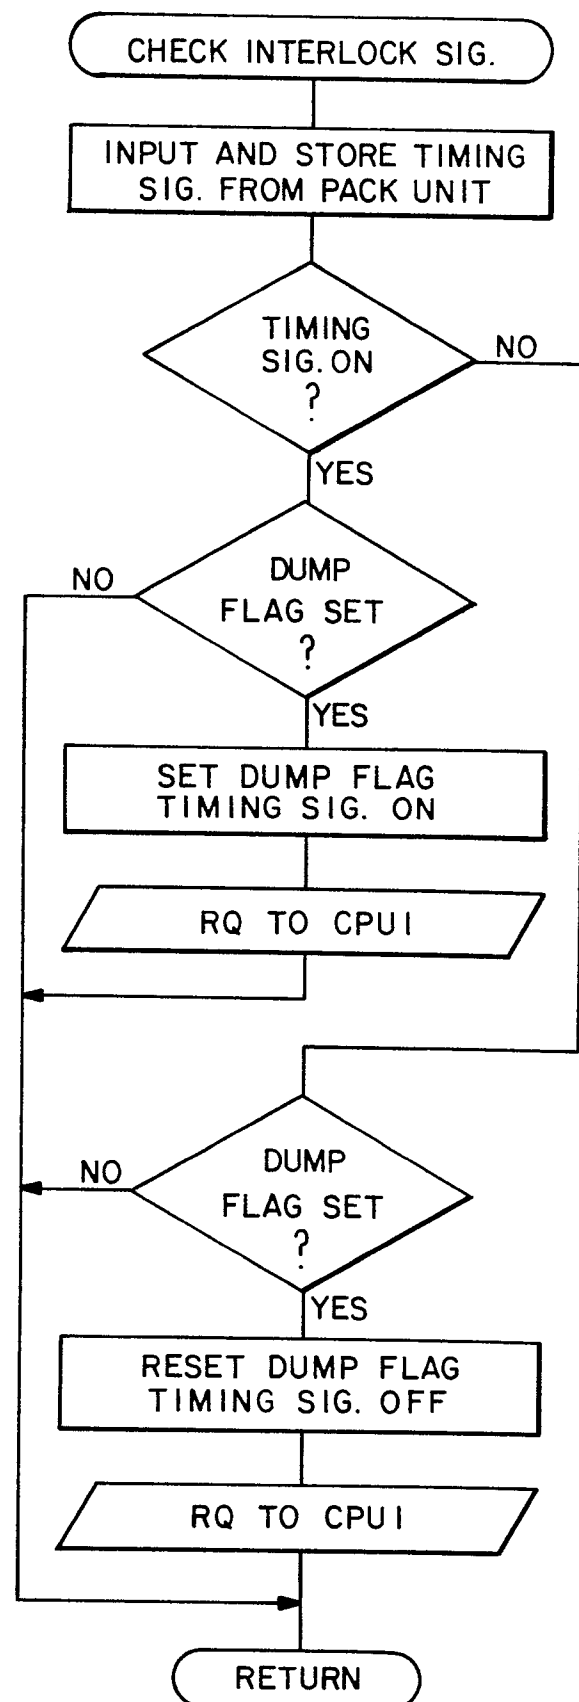 CHECK INTERLOCK SIG.
INPUT AND STORE TIMING
SIG. FROM PACK UNIT
TIMING
SIG. ON
?
NO
YES
DUMP
FLAG SET
?
NO
YES
SET DUMP FLAG
TIMING SIG. ON
RQ TO CPU1
DUMP
FLAG SET
?
NO
YES
RESET DUMP FLAG
TIMING SIG. OFF
RQ TO CPU1
RETURN